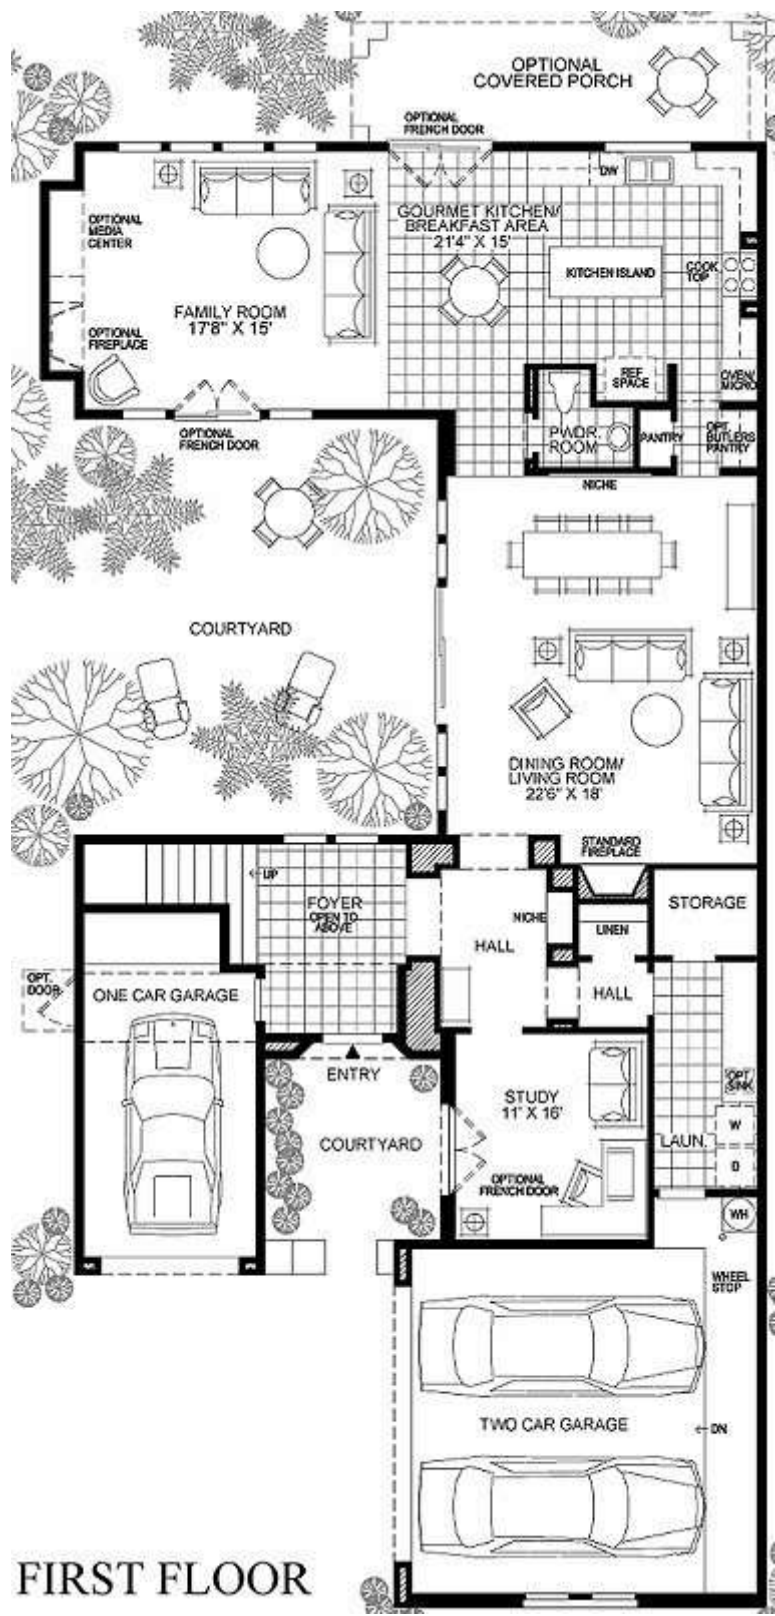 OPTIONAL
COVERED PORCH
OPTIONAL
FRENCH DOOR
DW
OPTIONAL
MEDIA
CENTER
GOURMET KITCHEN/
BREAKFAST AREA
21'4" X 15'
KITCHEN ISLAND
COOK
TOP
FAMILY ROOM
17'8" X 15'
OPTIONAL
FIREPLACE
REF
SPACE
OVEN/
MICRO
OPTIONAL
FRENCH DOOR
PWDR.
ROOM
PANTRY
OPT.
BUTLERS
PANTRY
NICHE
COURTYARD
DINING ROOM/
LIVING ROOM
22'6" X 18'
STANDARD
FIREPLACE
UP
FOYER
OPEN TO
ABOVE
NICHE
LINEN
STORAGE
HALL
OPT.
DOOR
ONE CAR GARAGE
HALL
ENTRY
STUDY
11' X 16'
OPT.
SINK
W
COURTYARD
LAUN.
D
OPTIONAL
FRENCH DOOR
WH
WHEEL
STOP
TWO CAR GARAGE
DN
FIRST FLOOR